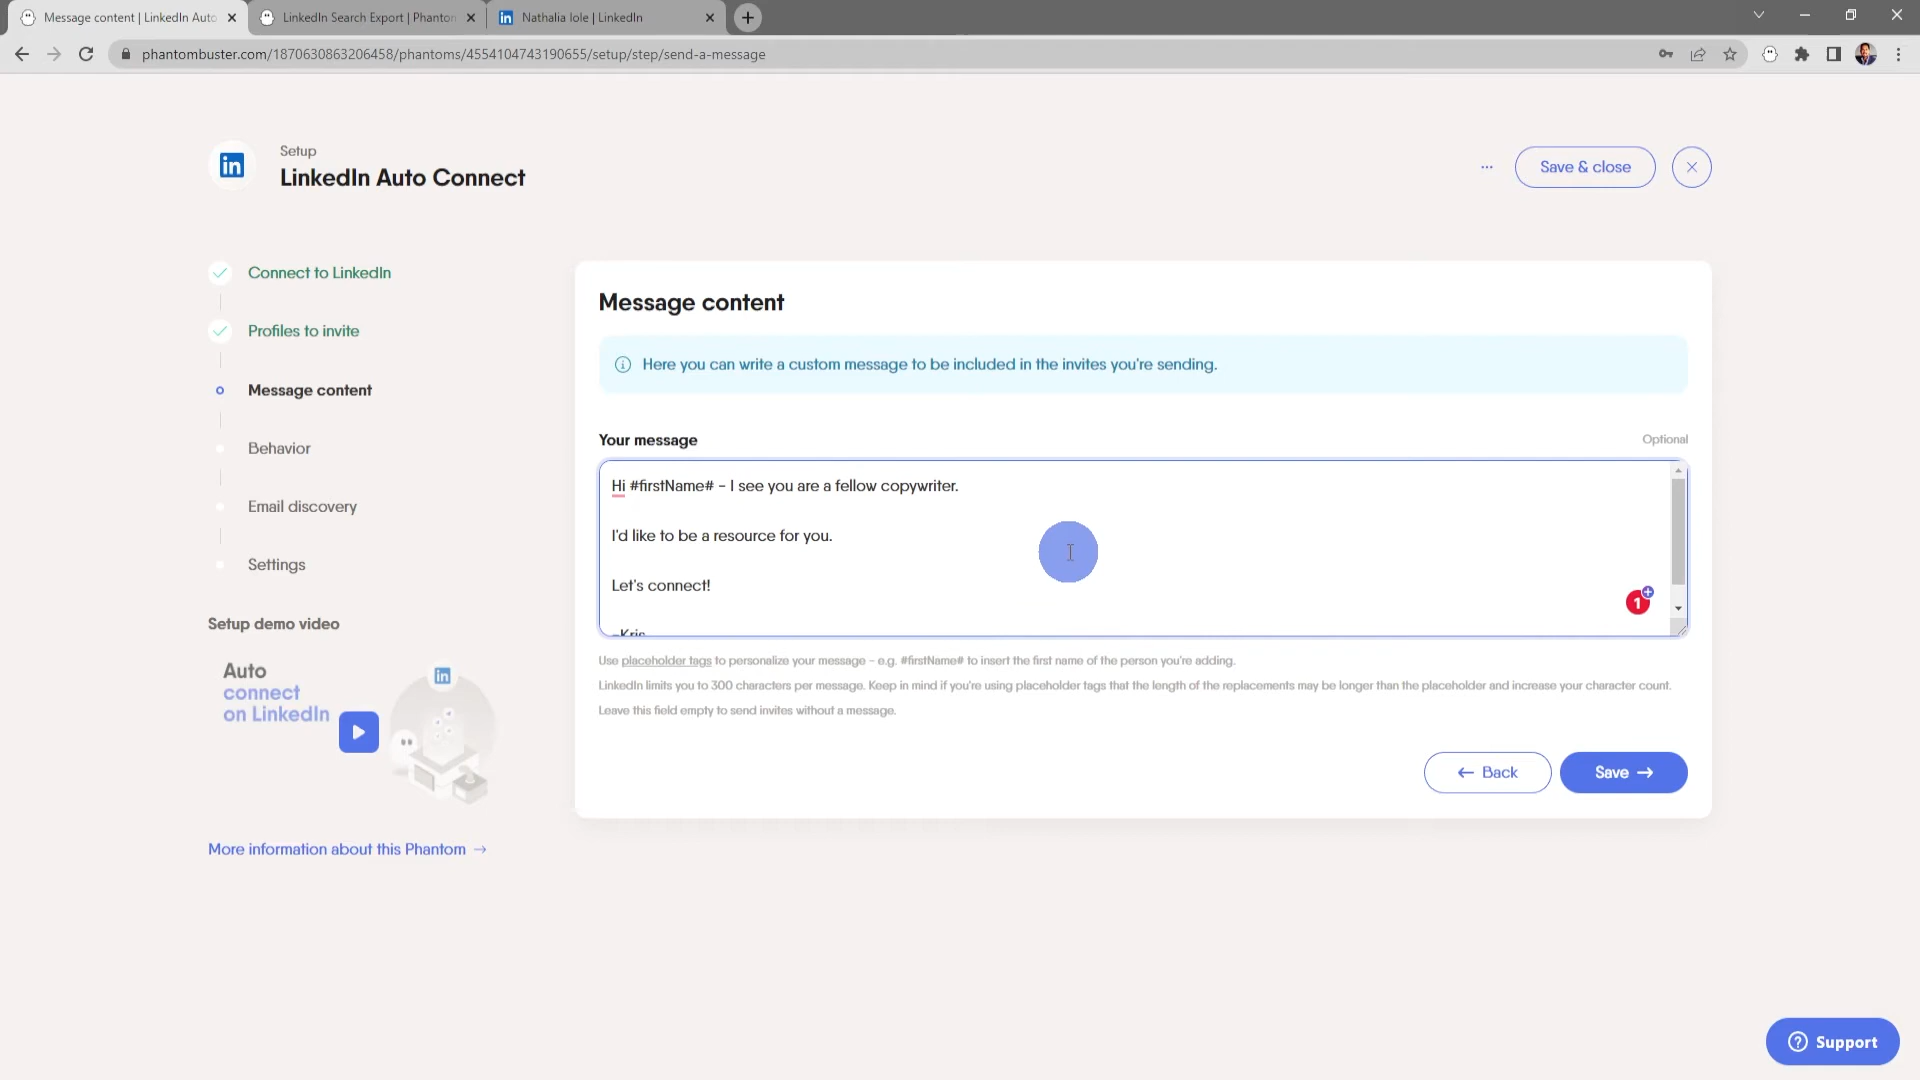 Message content | LinkedIn Auto
LinkedIn Search Export | Phantom
Nathalia Iole | LinkedIn
phantombuster.com/1870630863206458/phantoms/4554104743190655/setup/step/send-a-message
Setup
LinkedIn Auto Connect
...
Save & close
Connect to LinkedIn
Profiles to invite
Message content
Behavior
Email discovery
Settings
Setup demo video
Auto
connect
on LinkedIn
More information about this Phantom →
Message content
Here you can write a custom message to be included in the invites you're sending.
Your message
Optional
Hi #firstName# - I see you are a fellow copywriter.
I'd like to be a resource for you.
Let's connect!
-Kris
1
Use placeholder tags to personalize your message - e.g. #firstName# to insert the first name of the person you're adding.
LinkedIn limits you to 300 characters per message. Keep in mind if you're using placeholder tags that the length of the replacements may be longer than the placeholder and increase your character count.
Leave this field empty to send invites without a message.
← Back
Save →
Support